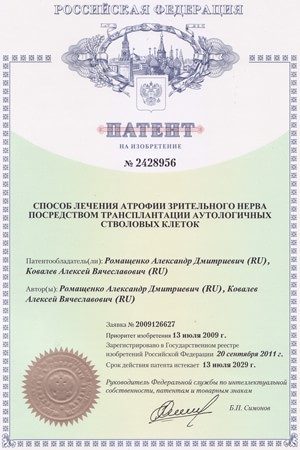 РОССИЙСКАЯ ФЕДЕРАЦИЯ
ПАТЕНТ
НА ИЗОБРЕТЕНИЕ
№ 2428956
СПОСОБ ЛЕЧЕНИЯ АТРОФИИ ЗРИТЕЛЬНОГО НЕРВА
ПОСРЕДСТВОМ ТРАНСПЛАНТАЦИИ АУТОЛОГИЧНЫХ
СТВОЛОВЫХ КЛЕТОК
Патентообладатель(ли): Ромащенко Александр Дмитриевич (RU),
Ковалев Алексей Вячеславович (RU)
Автор(ы): Ромащенко Александр Дмитриевич (RU), Ковалев
Алексей Вячеславович (RU)
Заявка № 2009126627
Приоритет изобретения 13 июля 2009 г.
Зарегистрировано в Государственном реестре
изобретений Российской Федерации 20 сентября 2011 г.
Срок действия патента истекает 13 июля 2029 г.
Руководитель Федеральной службы по интеллектуальной
собственности, патентам и товарным знакам
Б.П. Симонов